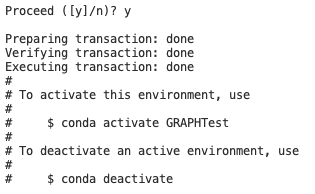 Proceed ([y]/n)? y
Preparing transaction: done
Verifying transaction: done
Executing transaction: done
#
# To activate this environment, use
#
#     $ conda activate GRAPHTest
#
# To deactivate an active environment, use
#
#     $ conda deactivate